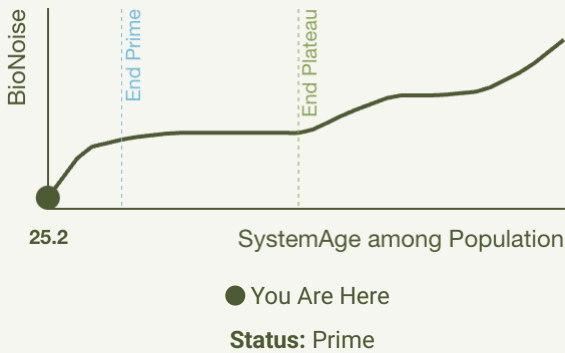 BioNoise
End Prime
End Plateau
25.2
SystemAge among Population
You Are Here
Status: Prime